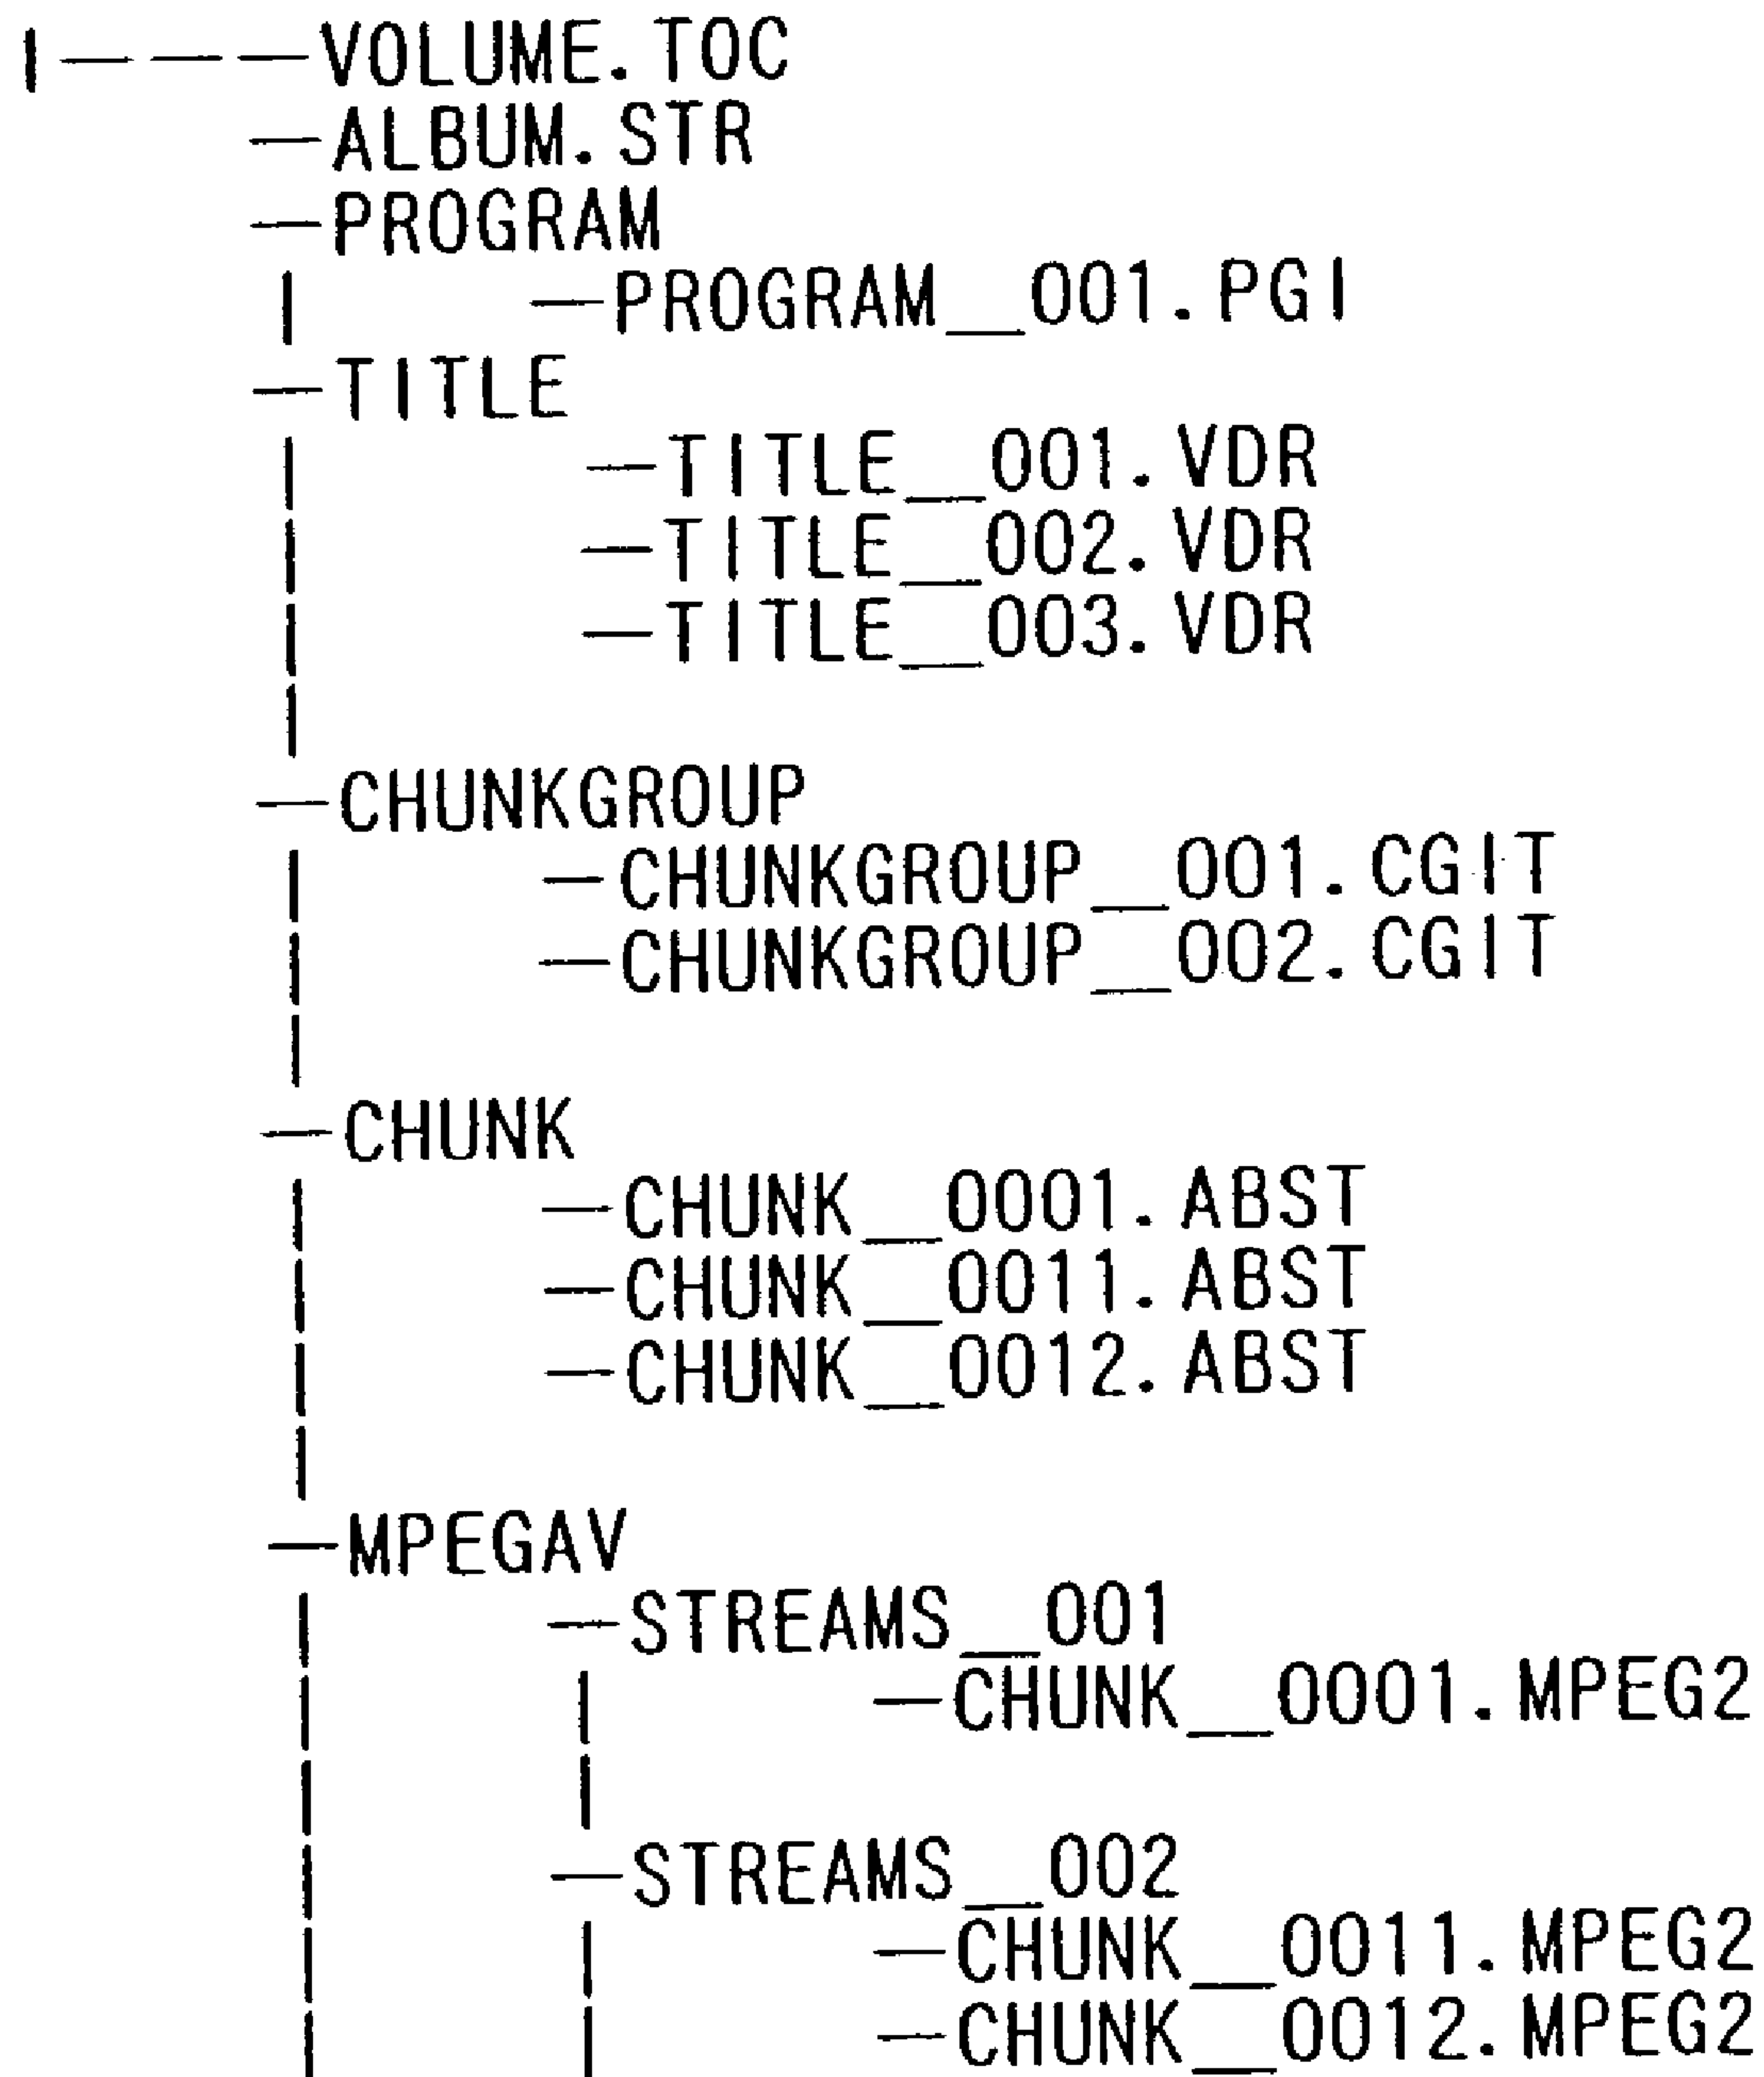 VOLUME.TOC
ALBUM.STR
PROGRAM
PROGRAM__001.PGI
TITLE
TITLE__001.VDR
TITLE__002.VDR
TITLE__003.VDR
CHUNKGROUP
CHUNKGROUP__001.CGIT
CHUNKGROUP__002.CGIT
CHUNK
CHUNK__0001.ABST
CHUNK__0011.ABST
CHUNK__0012.ABST
MPEGAV
STREAMS__001
CHUNK__0001.MPEG2
STREAMS__002
CHUNK__0011.MPEG2
CHUNK__0012.MPEG2